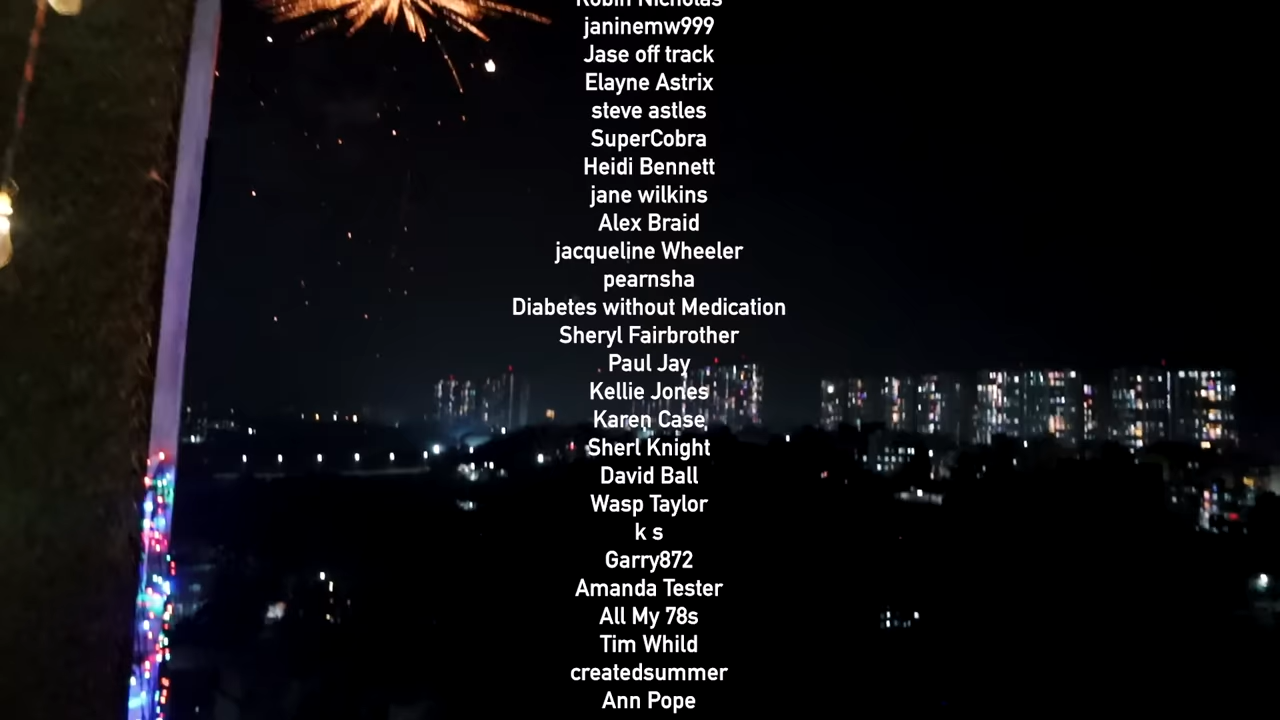 Robin Nicholas
janinemw999
Jase off track
Elayne Astrix
steve astles
SuperCobra
Heidi Bennett
jane wilkins
Alex Braid
jacqueline Wheeler
pearnsha
Diabetes without Medication
Sheryl Fairbrother
Paul Jay
Kellie Jones
Karen Case
Sherl Knight
David Ball
Wasp Taylor
k s
Garry872
Amanda Tester
All My 78s
Tim Whild
createdsummer
Ann Pope